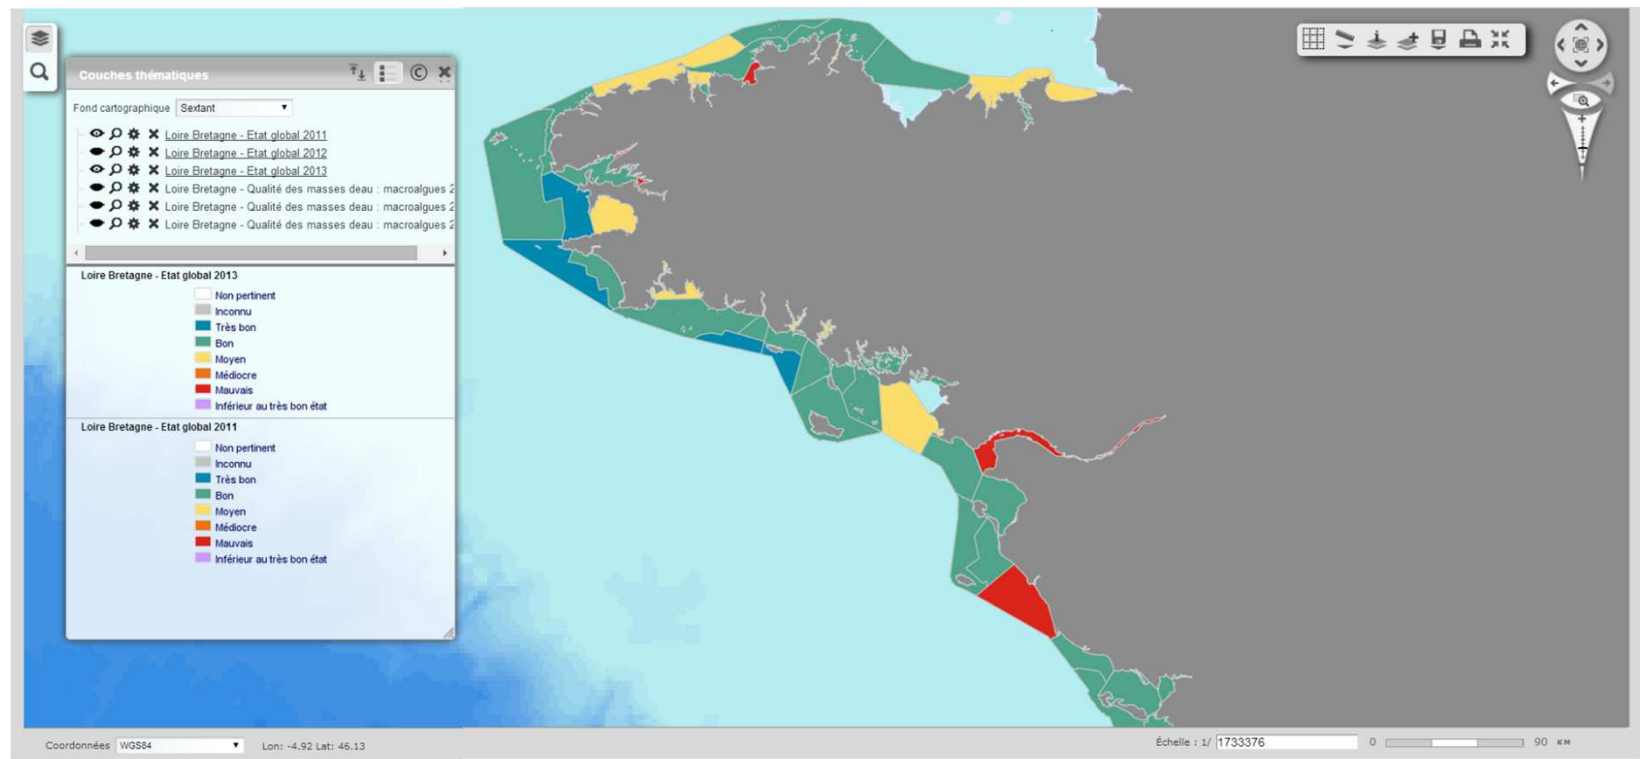 Couches thématiques
Fond cartographique Sextant
Loire Bretagne - Etat global 2011
Loire Bretagne - Etat global 2012
Loire Bretagne - Etat global 2013
Loire Bretagne - Qualité des masses deau : macroalgues 2
Loire Bretagne - Qualité des masses deau : macroalgues 2
Loire Bretagne - Qualité des masses deau : macroalgues 2
Loire Bretagne - Etat global 2013
Non pertinent
Inconnu
Très bon
Bon
Moyen
Médiocre
Mauvais
Inférieur au très bon état
Loire Bretagne - Etat global 2011
Non pertinent
Inconnu
Très bon
Bon
Moyen
Médiocre
Mauvais
Inférieur au très bon état
Coordonnées WGS84 Lon: -4.92 Lat: 46.13
Échelle : 1/ 1733376 0 90 KM